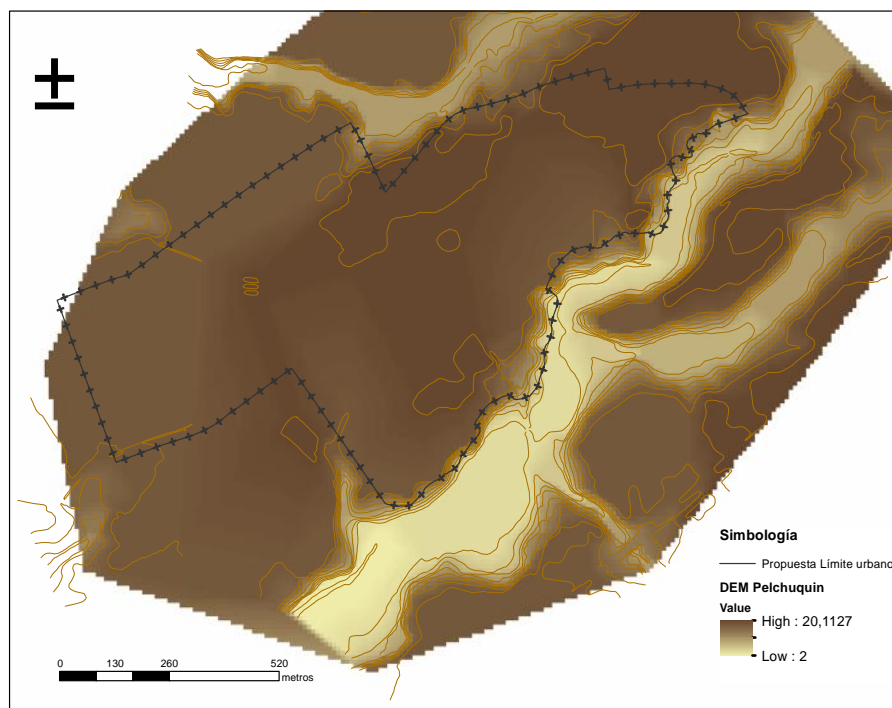 Simbología
Propuesta Límite urbano
DEM Pelchuquin
Value
High : 20,1127
Low : 2
0 130 260 520
metros